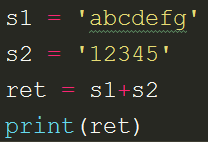 s1 = 'abcdefg'
s2 = '12345'
ret = s1+s2
print(ret)